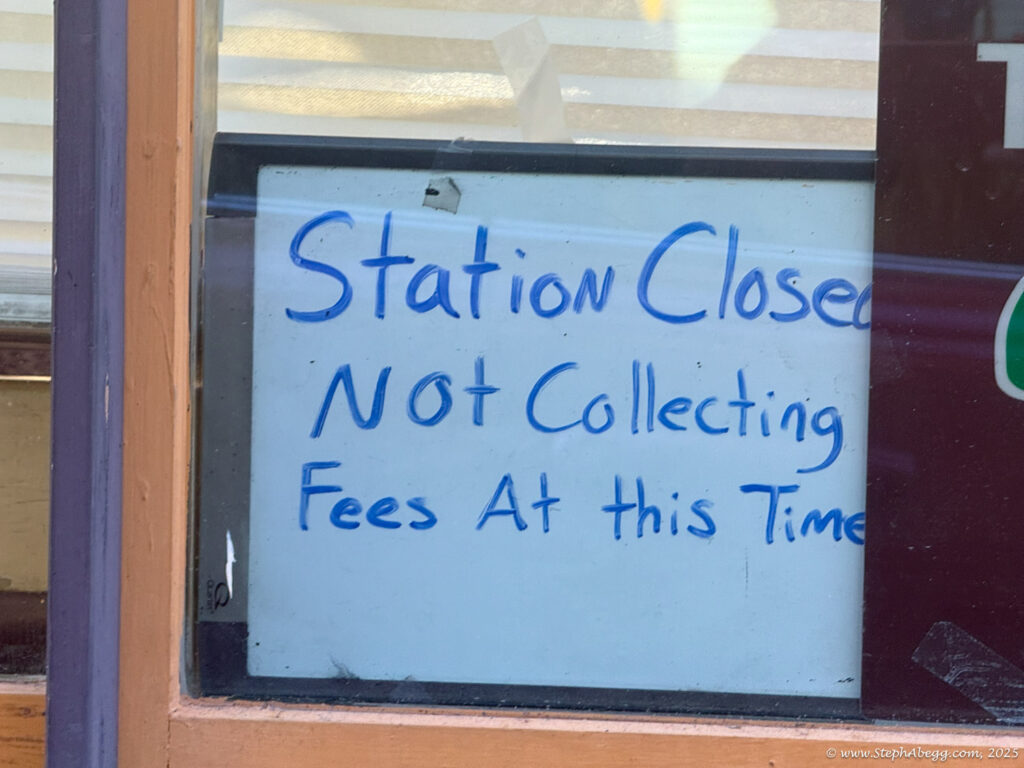 Station Closed
Not Collecting
Fees At this Time
© www.StephAbegg.com, 2025